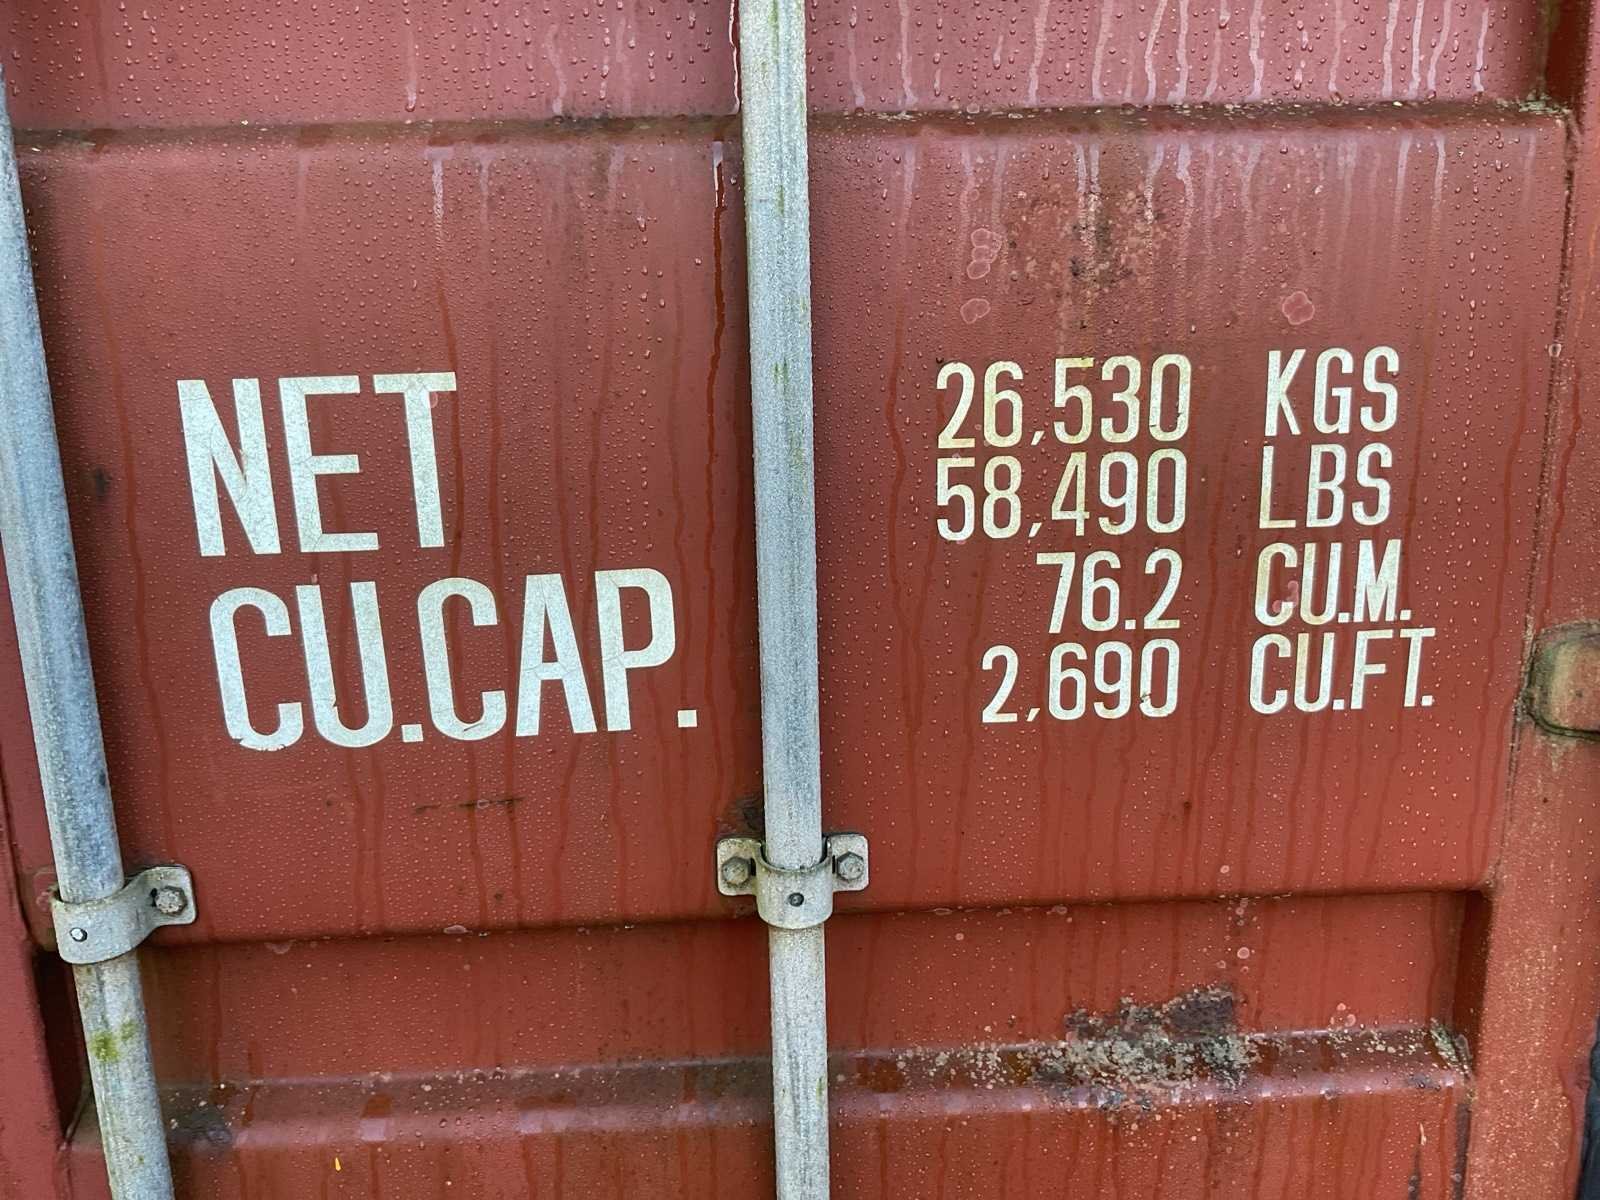 NET 26,530 KGS
58,490 LBS
CU.CAP. 76.2 CU.M.
2,690 CU.FT.